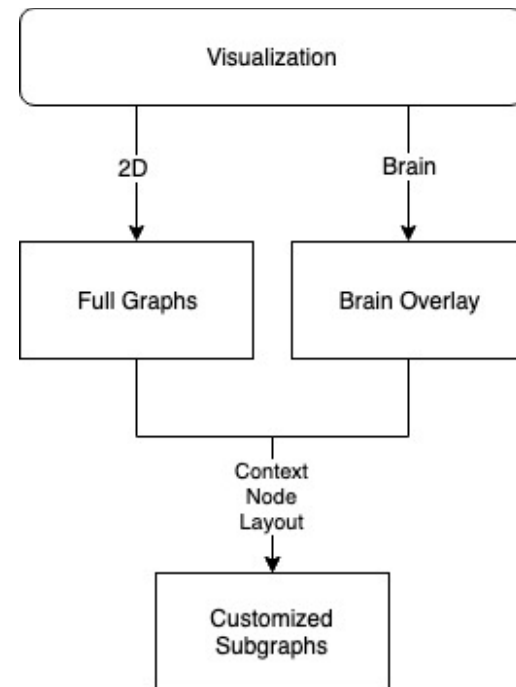 Visualization
2D
Brain
Full Graphs
Brain Overlay
Context
Node
Layout
Customized
Subgraphs